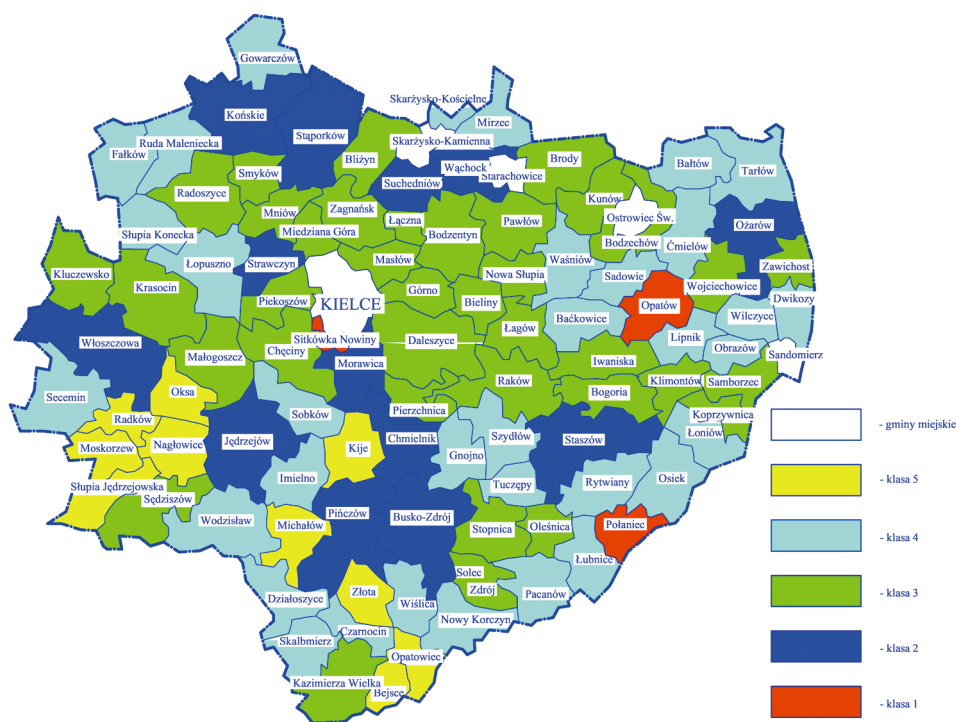 Gowarczów
Skarżysko-Kościelne
Końskie
Mirzec
Stąporków
Skarżysko-Kamienna
Ruda Maleniecka
Fałków
Bliżyn
Brody
Bałtów
Tarłów
Wąchock
Smyków
Starachowice
Suchedniów
Radoszyce
Kunów
Mniów
Zagnańsk
Ostrowiec Św.
Łączna
Pawłów
Ożarów
Słupia Konecka
Miedziana Góra
Bodzentyn
Bodzechów
Ćmielów
Łopuszno
Strawczyn
Masłów
Waśniów
Zawichost
Kluczewsko
Nowa Słupia
Sadowie
Krasocin
Piekoszów
Górno
Bieliny
Wojciechowice
Dwikozy
KIELCE
Opatów
Baćkowice
Wilczyce
Łagów
Włoszczowa
Sitkówka Nowiny
Daleszyce
Lipnik
Obrazów
Małogoszcz
Chęciny
Sandomierz
Morawica
Iwaniska
Raków
Klimontów
Samborzec
Oksa
Bogoria
Secemin
Pierzchnica
Sobków
Koprzywnica
Radków
Łoniów
- gminy miejskie
Chmielnik
Szydłów
Staszów
Jędrzejów
Moskorzew
Nagłowice
Kije
Gnojno
Imielno
Osiek
- klasa 5
Słupia Jędrzejowska
Tuczępy
Rytwiany
Sędziszów
Wodzisław
Michałów
Pińczów
Busko-Zdrój
Stopnica
Oleśnica
Połaniec
- klasa 4
Łubnice
Solec
Zdrój
Złota
Pacanów
- klasa 3
Działoszyce
Wiślica
Nowy Korczyn
Czarnocin
Skalbmierz
- klasa 2
Opatowiec
Kazimierza Wielka
Bejsce
- klasa 1